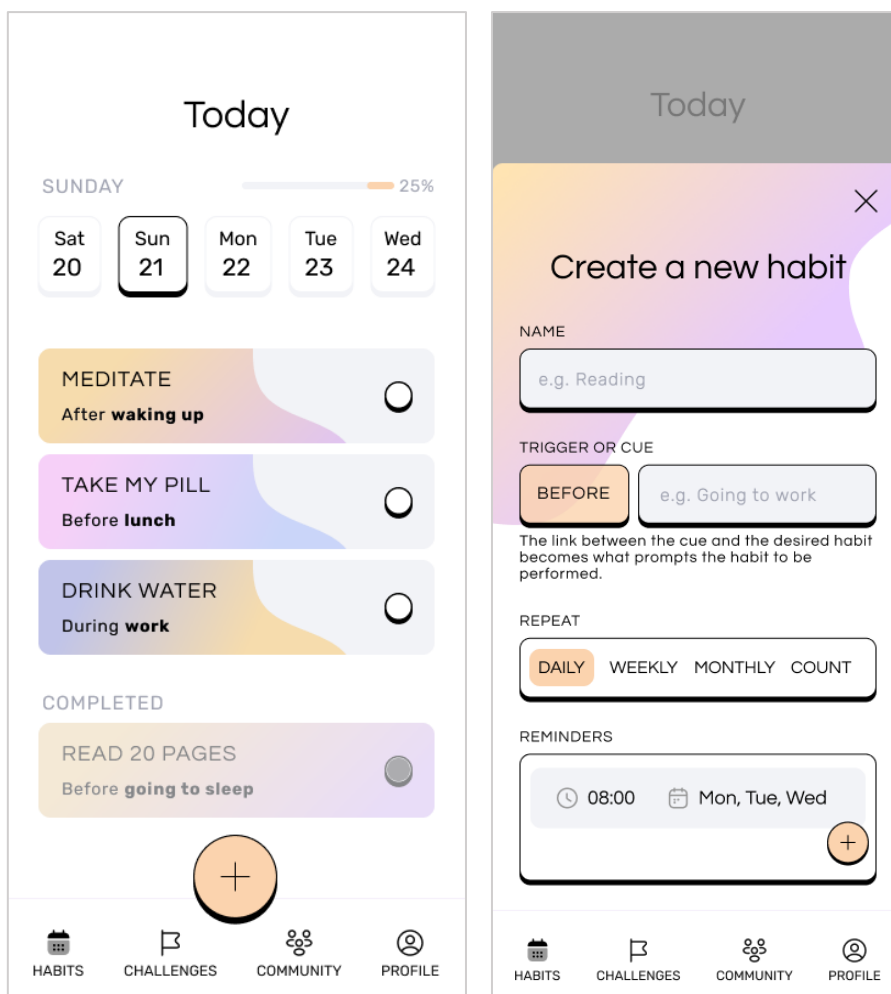 Today
SUNDAY 25%
Sat Sun Mon Tue Wed
20 21 22 23 24
MEDITATE
After waking up
TAKE MY PILL
Before lunch
DRINK WATER
During work
COMPLETED
READ 20 PAGES
Before going to sleep
HABITS CHALLENGES COMMUNITY PROFILE
Today
Create a new habit
NAME
e.g. Reading
TRIGGER OR CUE
BEFORE e.g. Going to work
The link between the cue and the desired habit
becomes what prompts the habit to be
performed.
REPEAT
DAILY WEEKLY MONTHLY COUNT
REMINDERS
08:00 Mon, Tue, Wed
HABITS CHALLENGES COMMUNITY PROFILE